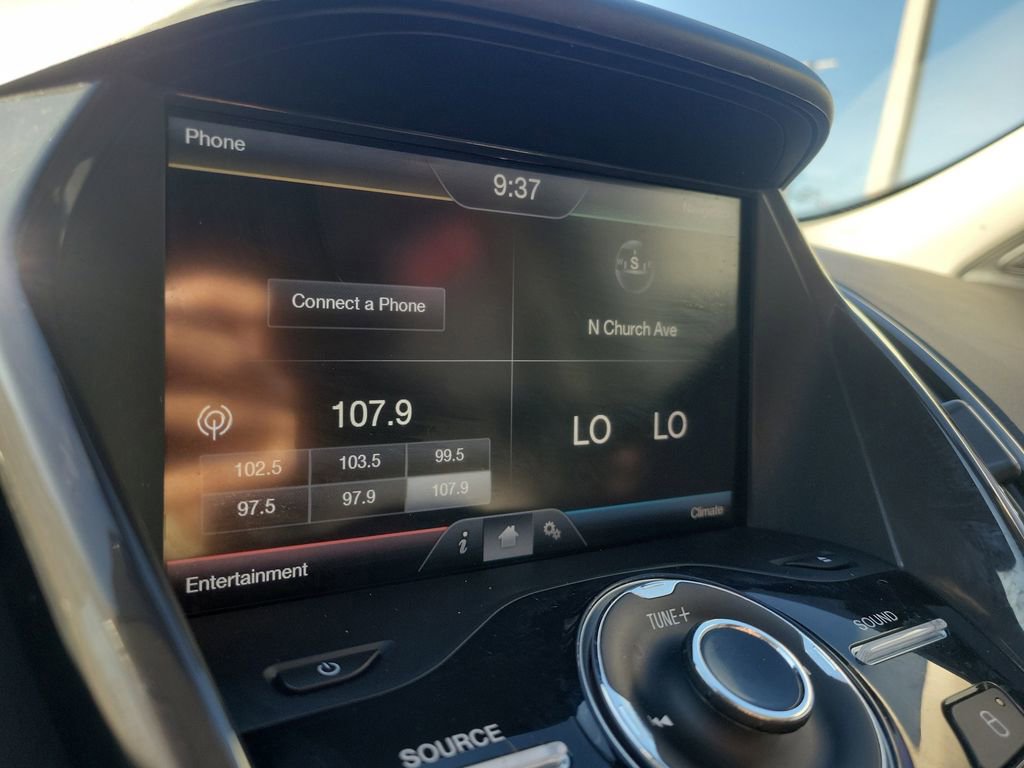 Phone
9:37
Connect a Phone
S
N Church Ave
107.9
LO LO
102.5 103.5 99.5
97.5 97.9 107.9
Climate
i
Entertainment
TUNE+
SOUND
SOURCE